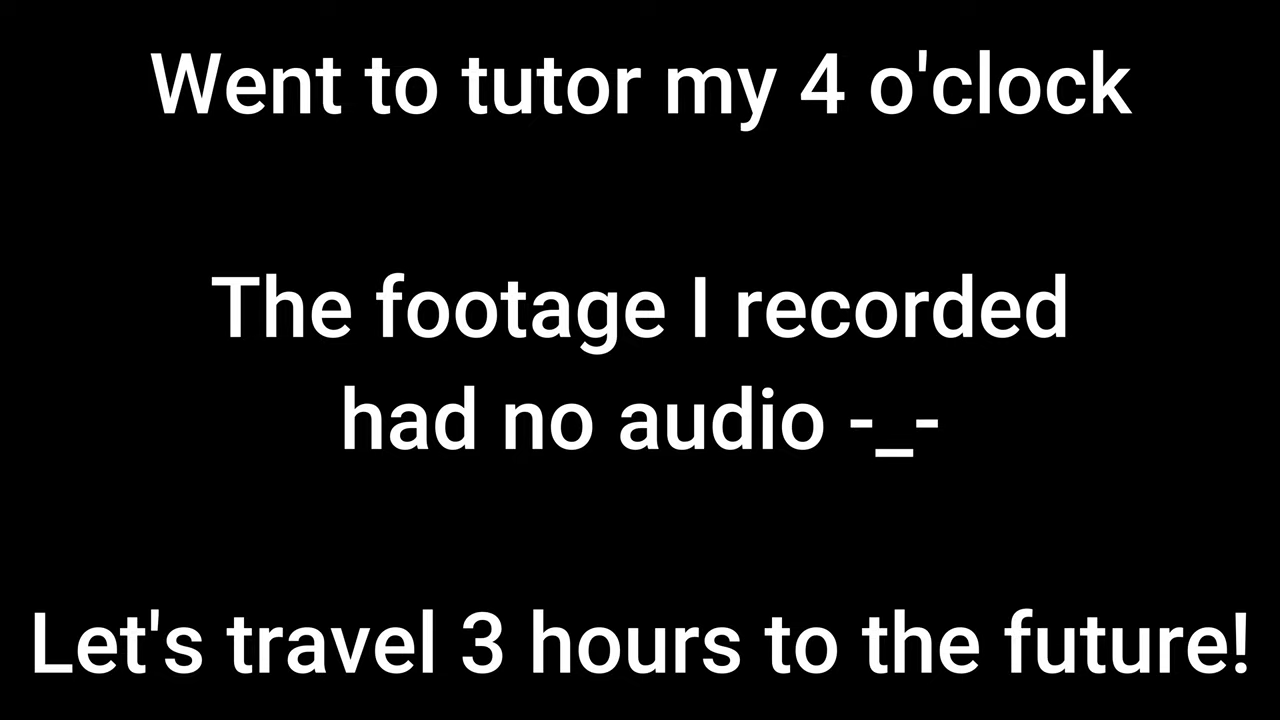 Went to tutor my 4 o'clock
The footage I recorded
had no audio -_-
Let's travel 3 hours to the future!